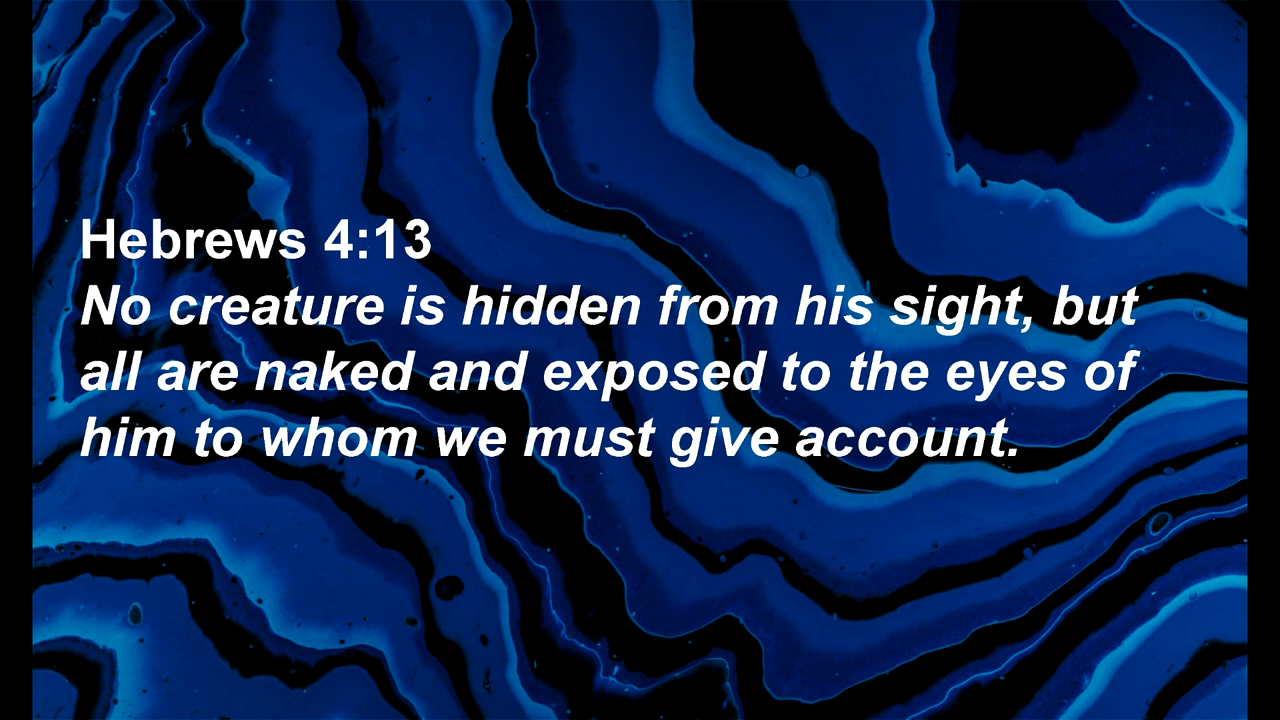 Hebrews 4:13
No creature is hidden from his sight, but
all are naked and exposed to the eyes of
him to whom we must give account.